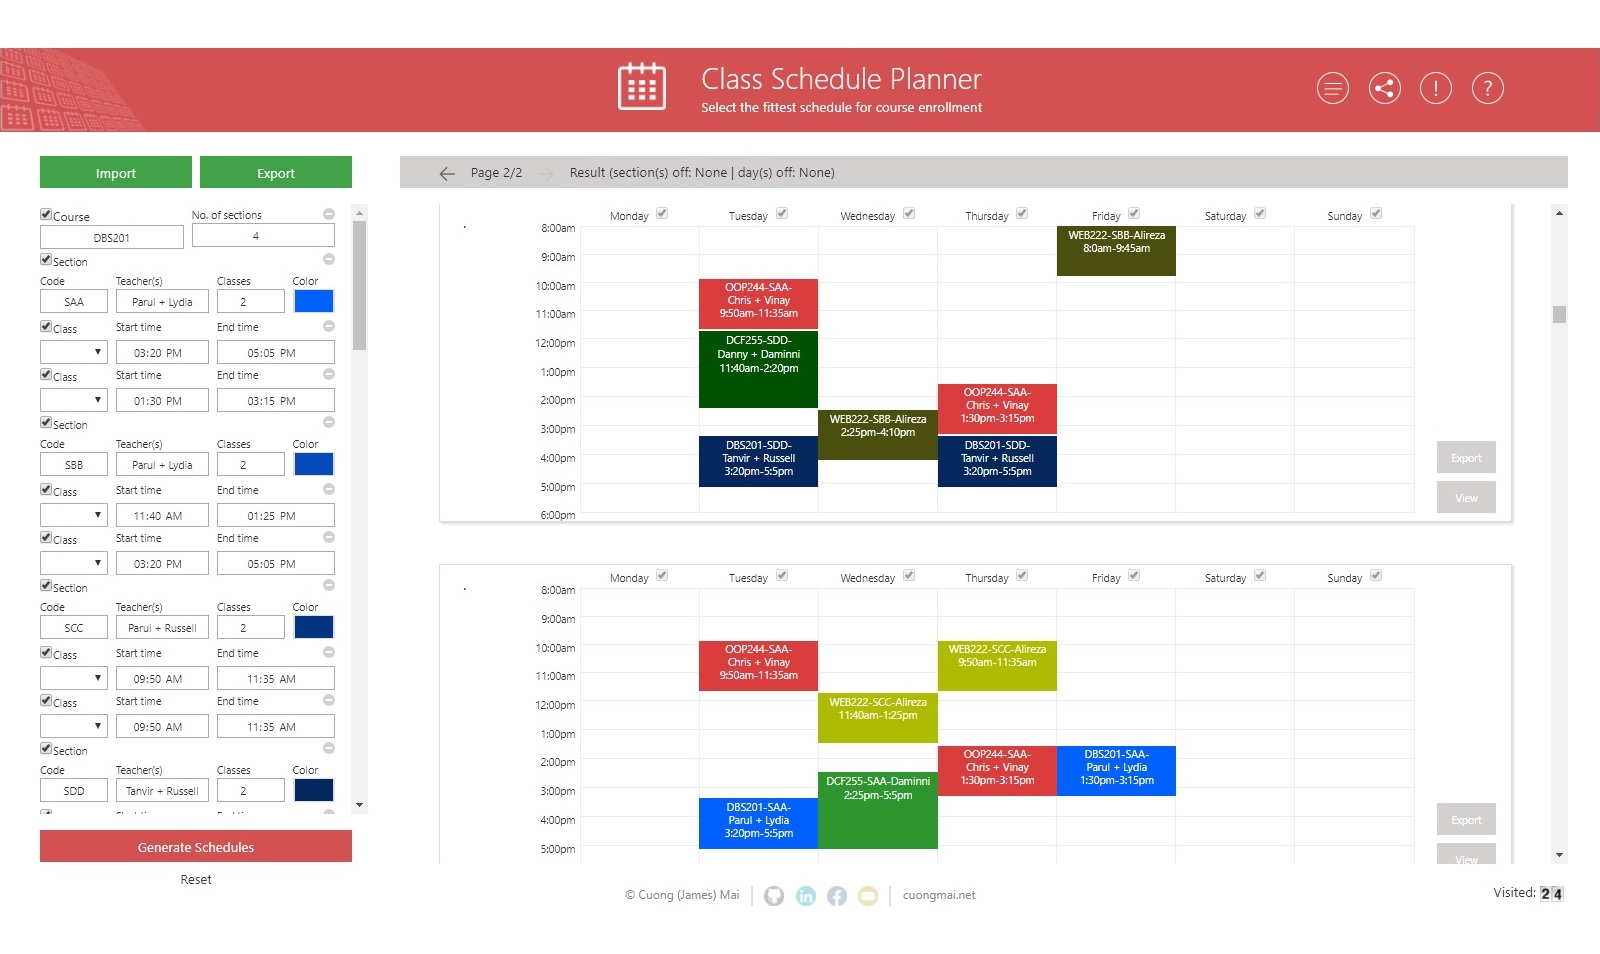 Class Schedule Planner
Select the fittest schedule for course enrollment
! ?
Import Export
← Page 2/2 → Result (section(s) off: None | day(s) off: None)
Course No. of sections
DBS201 4
Section
Code Teacher(s) Classes Color
SAA Parul + Lydia 2
Class Start time End time
03:20 PM 05:05 PM
Class Start time End time
01:30 PM 03:15 PM
Section
Code Teacher(s) Classes Color
SBB Parul + Lydia 2
Class Start time End time
11:40 AM 01:25 PM
Class Start time End time
03:20 PM 05:05 PM
Section
Code Teacher(s) Classes Color
SCC Parul + Russell 2
Class Start time End time
09:50 AM 11:35 AM
Class Start time End time
09:50 AM 11:35 AM
Section
Code Teacher(s) Classes Color
SDD Tanvir + Russell 2
Generate Schedules
Reset
Monday Tuesday Wednesday Thursday Friday Saturday Sunday
8:00am
9:00am
10:00am
11:00am
12:00pm
1:00pm
2:00pm
3:00pm
4:00pm
5:00pm
6:00pm
OOP244-SAA-
Chris + Vinay
9:50am-11:35am
DCF255-SDD-
Danny + Daminni
11:40am-2:20pm
DBS201-SDD-
Tanvir + Russell
3:20pm-5:5pm
WEB222-SBB-Alireza
2:25pm-4:10pm
OOP244-SAA-
Chris + Vinay
1:30pm-3:15pm
DBS201-SDD-
Tanvir + Russell
3:20pm-5:5pm
WEB222-SBB-Alireza
8:0am-9:45am
Export
View
Monday Tuesday Wednesday Thursday Friday Saturday Sunday
8:00am
9:00am
10:00am
11:00am
12:00pm
1:00pm
2:00pm
3:00pm
4:00pm
5:00pm
OOP244-SAA-
Chris + Vinay
9:50am-11:35am
DBS201-SAA-
Parul + Lydia
3:20pm-5:5pm
WEB222-SCC-Alireza
11:40am-1:25pm
DCF255-SAA-Daminni
2:25pm-5:5pm
WEB222-SCC-Alireza
9:50am-11:35am
OOP244-SAA-
Chris + Vinay
1:30pm-3:15pm
DBS201-SAA-
Parul + Lydia
1:30pm-3:15pm
Export
View
© Cuong (James) Mai | in f | cuongmai.net
Visited: 24